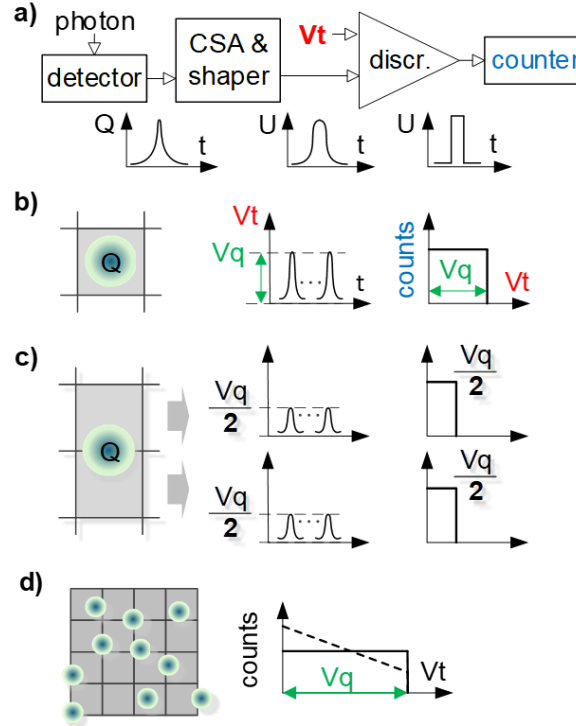 a)
photon
detector
CSA &
shaper
Vt
discr.
counter
Q
t
U
t
U
t
b)
Q
Vt
Vq
t
counts
Vq
Vt
c)
Q
Vq
2
Vq
2
Vq
2
Vq
2
d)
counts
Vq
Vt